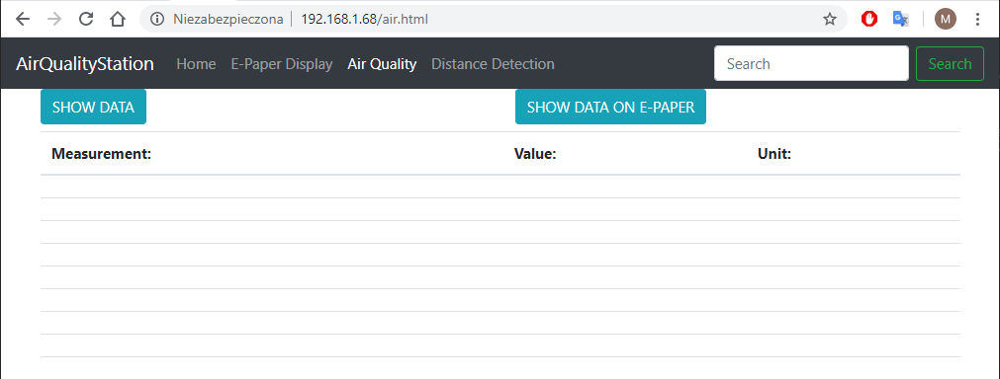 Niezabezpieczona 192.168.1.68/air.html M
AirQualityStation Home E-Paper Display Air Quality Distance Detection Search Search
SHOW DATA SHOW DATA ON E-PAPER
Measurement: Value: Unit: